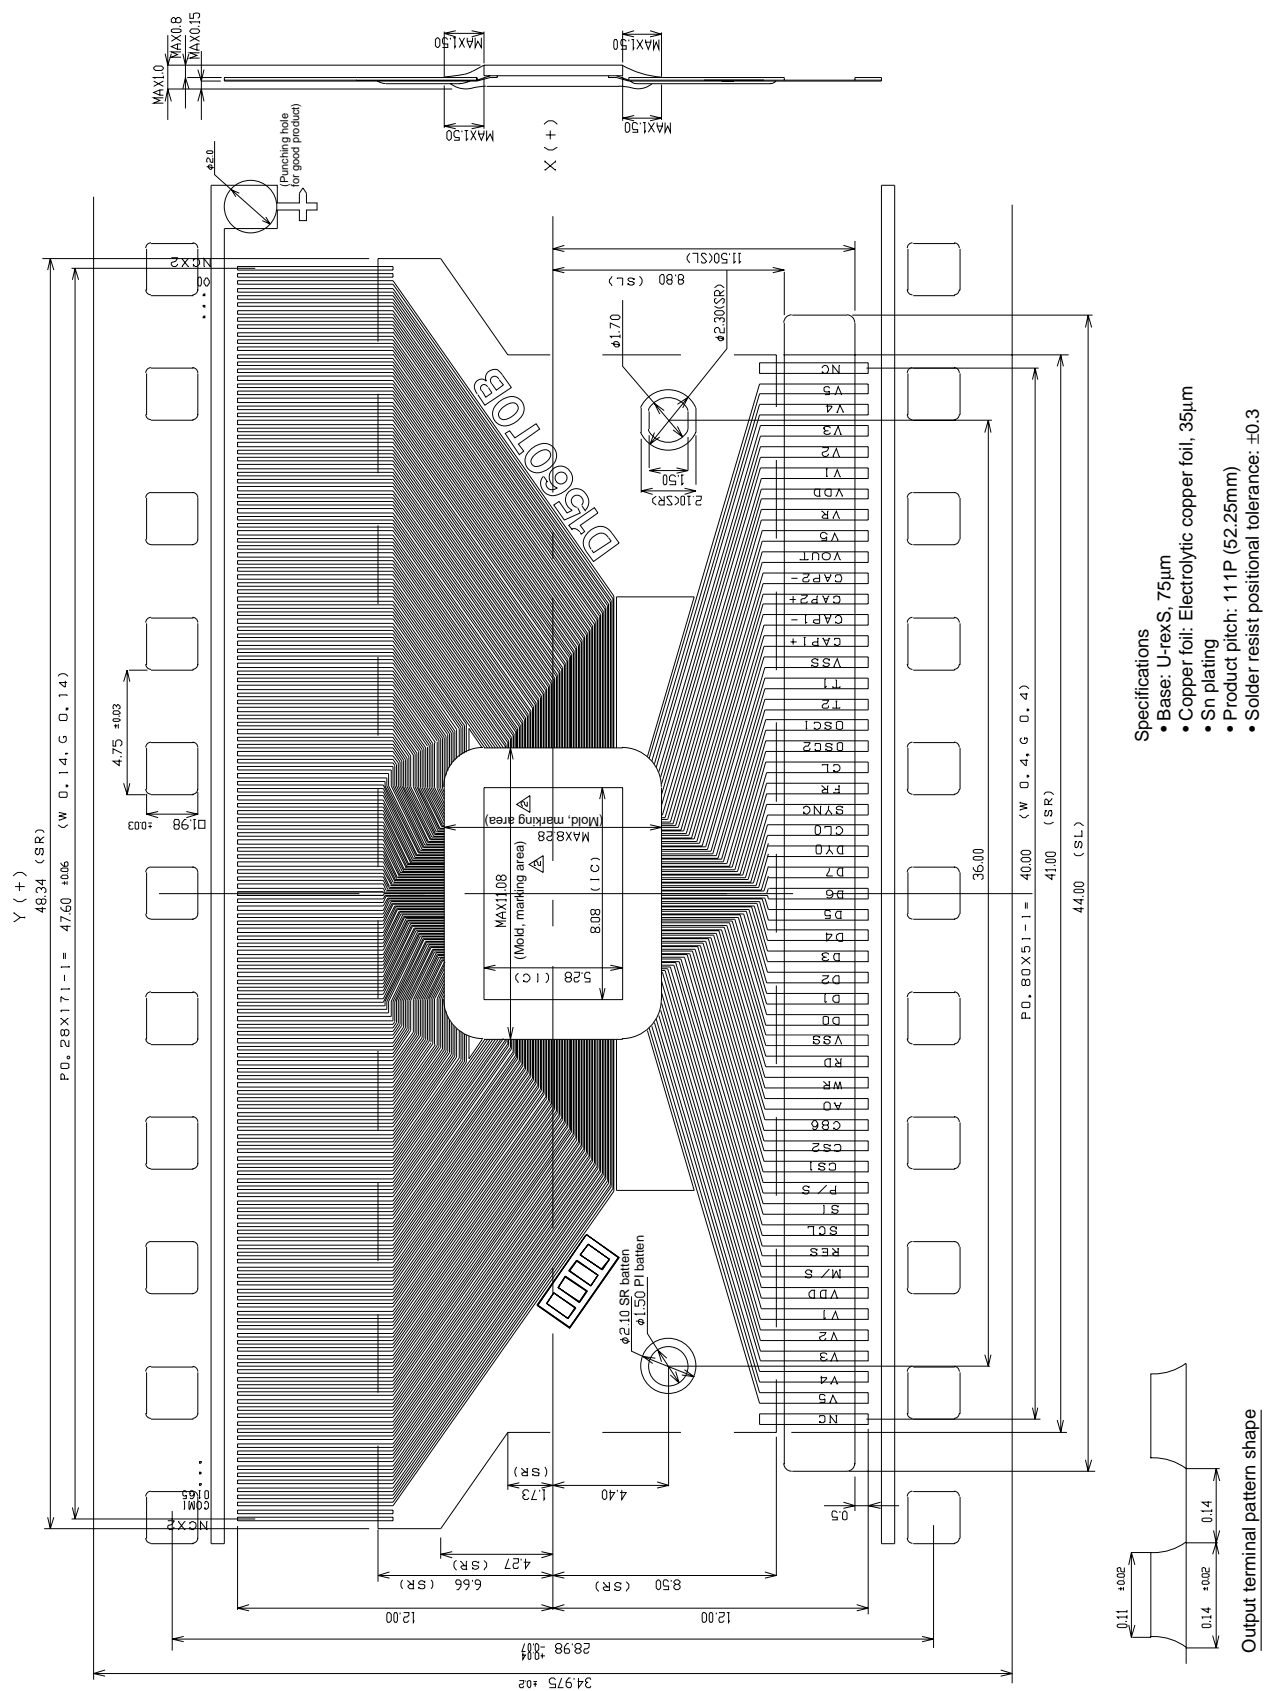 MAX1.0
MAX0.8
MAX0.15
MAX1.50
MAX1.50
MAX1.50
MAX1.50
X (+)
φ2.0
(Punching hole
for good product)
Y (+)
48.34 (SR)
P0.28X171-1= 47.60 ±0.06 (W 0.14, G 0.14)
4.75 ±0.03
□1.98 ±0.03
NCX2
00
COM1
0165
NCX2
D1560T0B
11.50(SL)
8.80 (SL)
φ1.70
φ2.30(SR)
1.50
2.10(SR)
MAX11.08
(Mold, marking area)
MAX8.28
(Mold, marking area)
2
2
8.08 (IC)
5.28 (IC)
NC
V5
V4
V3
V2
V1
VDD
VR
V5
VOUT
CAP2-
CAP2+
CAP1-
CAP1+
VSS
T1
T2
OSC1
OSC2
CL
FR
SYNC
CLO
DYO
D7
D6
D5
D4
D3
D2
D1
D0
VSS
RD
WR
A0
C86
CS2
CS1
P/S
SI
SCL
RES
M/S
VDD
V1
V2
V3
V4
V5
NC
36.00
P0.80X51-1= 40.00 (W 0.4, G 0.4)
41.00 (SR)
44.00 (SL)
φ2.10 SR batten
φ1.50 PI batten
1.73 (SR)
4.40
4.27 (SR)
6.66 (SR)
8.50 (SR)
0.5
12.00
12.00
28.98 +0.04 -0.07
34.975 ±0.2
Specifications
• Base: U-rexS, 75µm
• Copper foil: Electrolytic copper foil, 35µm
• Sn plating
• Product pitch: 111P (52.25mm)
• Solder resist positional tolerance: ±0.3
0.11 ±0.02
0.14 ±0.02
0.14
Output terminal pattern shape